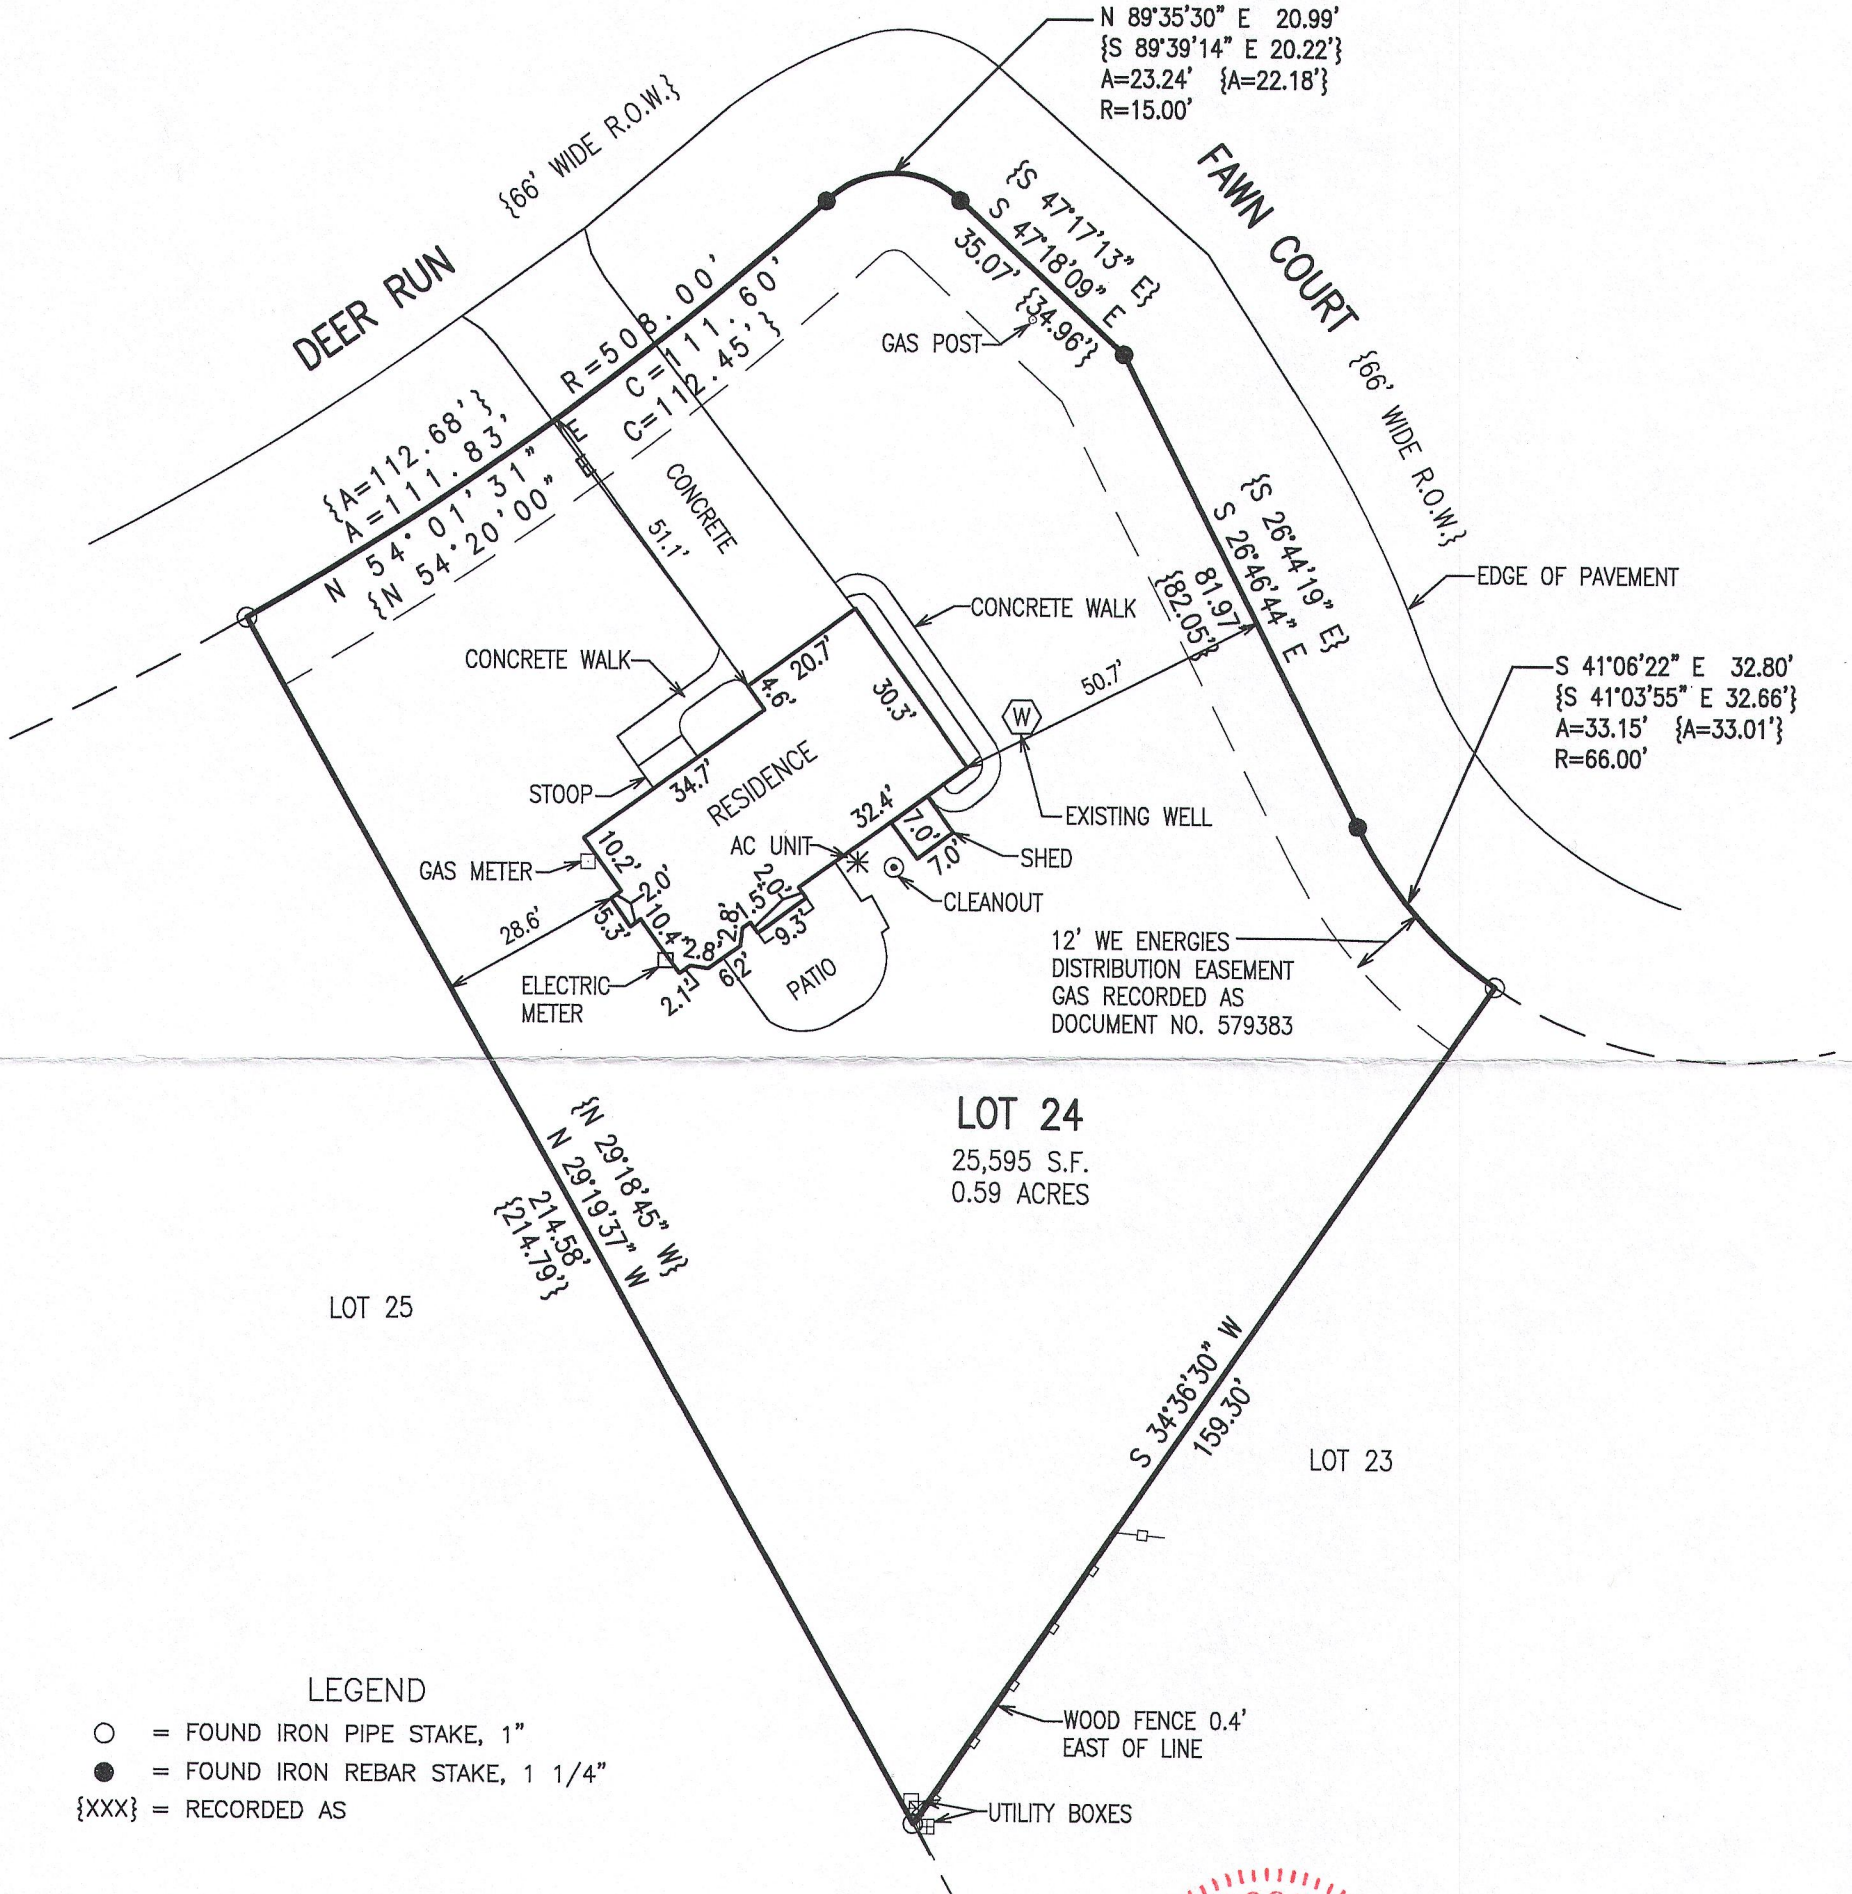 N 89°35'30" E 20.99'
{S 89°39'14" E 20.22'}
A=23.24' {A=22.18'}
R=15.00'
{66' WIDE R.O.W.}
DEER RUN
FAWN COURT
{66' WIDE R.O.W.}
{S 47°17'13" E}
S 47°18'09" E
35.07' {34.96'}
GAS POST
R=508.00'
C=111.60'
C=112.45'}
{A=112.68'}
A=111.83'
N 54°01'31" E
{N 54°20'00"
CONCRETE
51.1'
{S 26°44'19" E}
S 26°46'44" E
81.97'
{82.05'}
EDGE OF PAVEMENT
CONCRETE WALK
CONCRETE WALK
20.7'
4.6'
30.3'
50.7'
W
S 41°06'22" E 32.80'
{S 41°03'55" E 32.66'}
A=33.15' {A=33.01'}
R=66.00'
STOOP
34.7'
RESIDENCE
32.4'
EXISTING WELL
7.0'
7.0'
SHED
AC UNIT
CLEANOUT
GAS METER
10.2'
2.0'
5.3'
10.4'
28.6'
2.8'
2.8'
1.5'
2.0'
9.3'
6.2'
2.1'
PATIO
ELECTRIC
METER
12' WE ENERGIES
DISTRIBUTION EASEMENT
GAS RECORDED AS
DOCUMENT NO. 579383
LOT 24
25,595 S.F.
0.59 ACRES
{N 29°18'45" W}
N 29°19'37" W
214.58'
{214.79'}
LOT 25
S 34°36'30" W
159.30'
LOT 23
WOOD FENCE 0.4'
EAST OF LINE
UTILITY BOXES
LEGEND
= FOUND IRON PIPE STAKE, 1"
= FOUND IRON REBAR STAKE, 1 1/4"
{XXX} = RECORDED AS